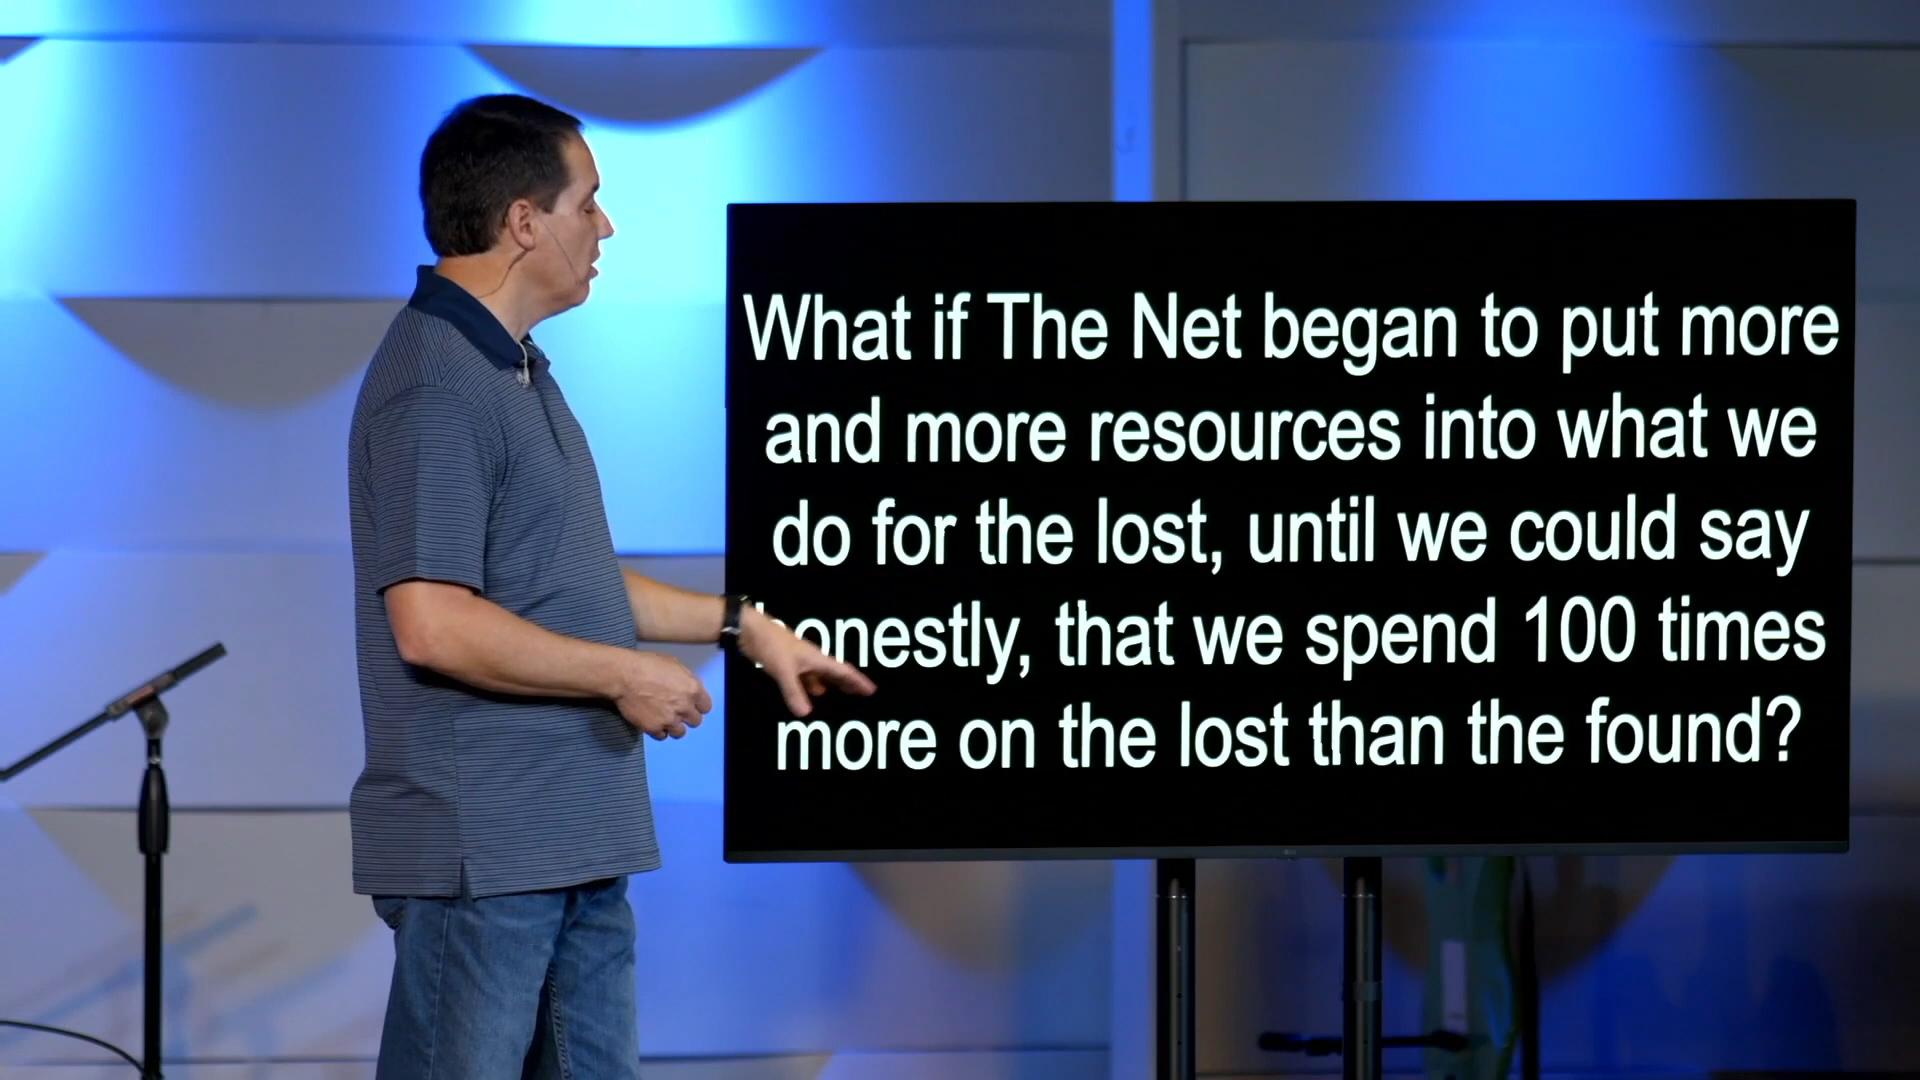 What if The Net began to put more
and more resources into what we
do for the lost, until we could say
honestly, that we spend 100 times
more on the lost than the found?